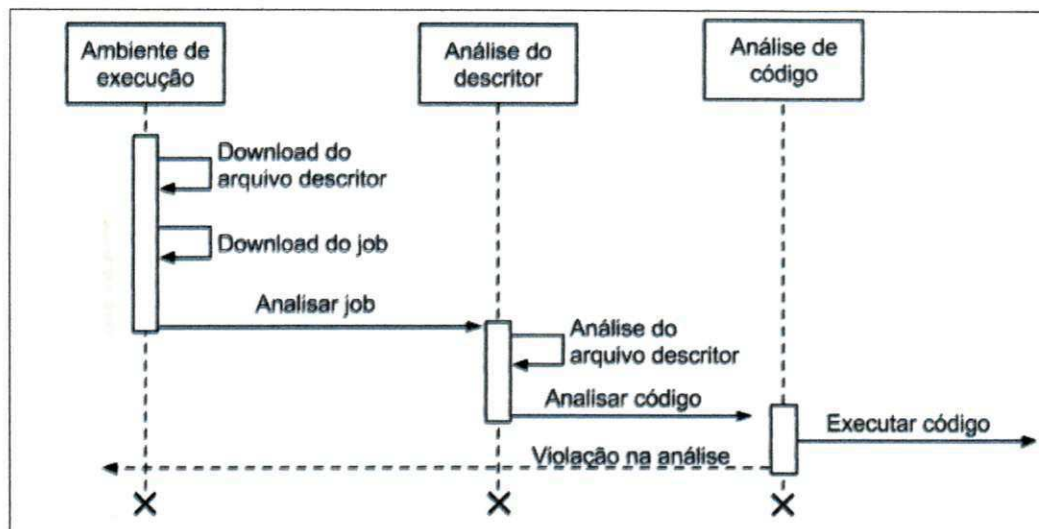 Ambiente de
execução
Análise do
descritor
Análise de
código
Download do
arquivo descritor
Download do job
Analisar job
Análise do
arquivo descritor
Analisar código
Executar código
Violação na análise